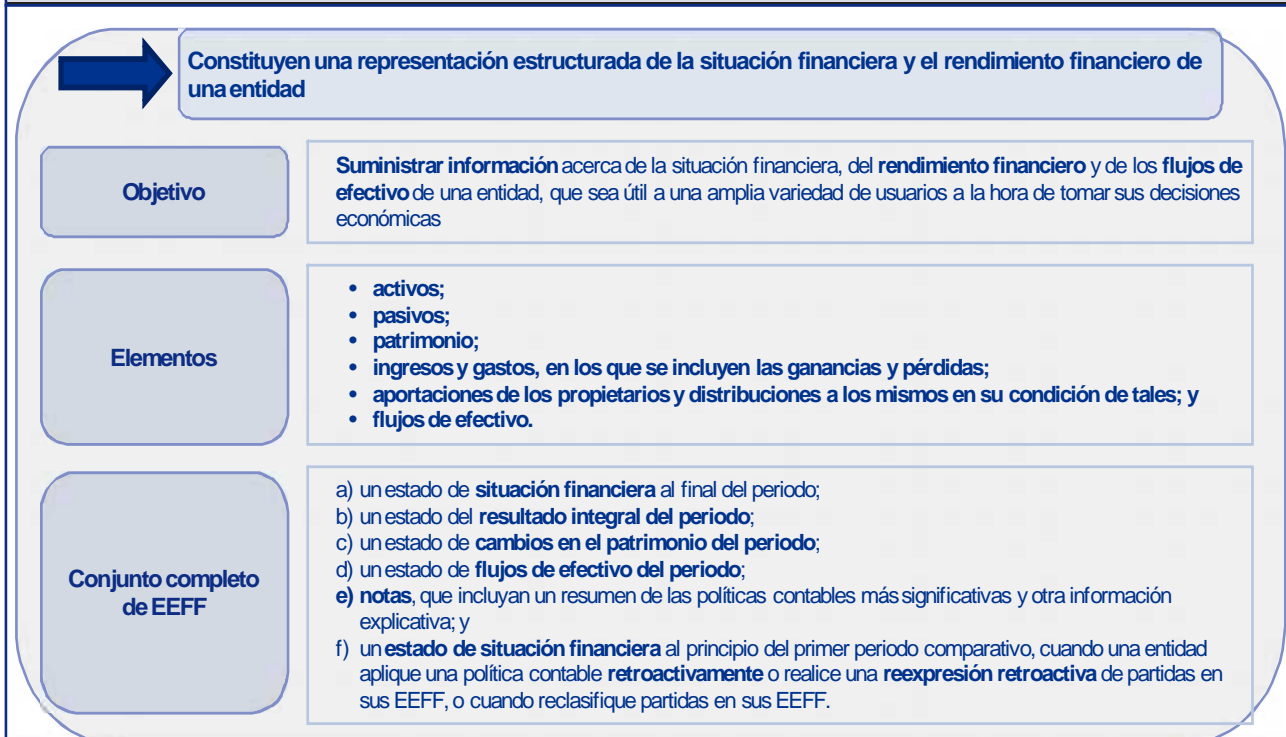 Constituyen una representación estructurada de la situación financiera y el rendimiento financiero de
una entidad
Objetivo
Suministrar información acerca de la situación financiera, del rendimiento financiero y de los flujos de
efectivo de una entidad, que sea útil a una amplia variedad de usuarios a la hora de tomar sus decisiones
económicas
Elementos
• activos;
• pasivos;
• patrimonio;
• ingresos y gastos, en los que se incluyen las ganancias y pérdidas;
• aportaciones de los propietarios y distribuciones a los mismos en su condición de tales; y
• flujos de efectivo.
Conjunto completo
de EEFF
a) un estado de situación financiera al final del periodo;
b) un estado del resultado integral del periodo;
c) un estado de cambios en el patrimonio del periodo;
d) un estado de flujos de efectivo del periodo;
e) notas, que incluyan un resumen de las políticas contables más significativas y otra información
explicativa; y
f) un estado de situación financiera al principio del primer periodo comparativo, cuando una entidad
aplique una política contable retroactivamente o realice una reexpresión retroactiva de partidas en
sus EEFF, o cuando reclasifique partidas en sus EEFF.